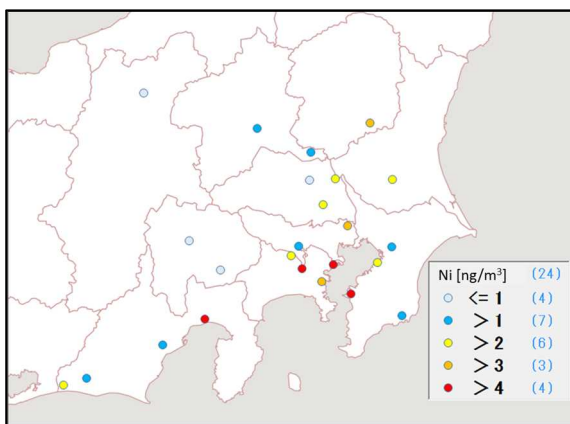 Ni [ng/m³] (24)
<= 1 (4)
> 1 (7)
> 2 (6)
> 3 (3)
> 4 (4)